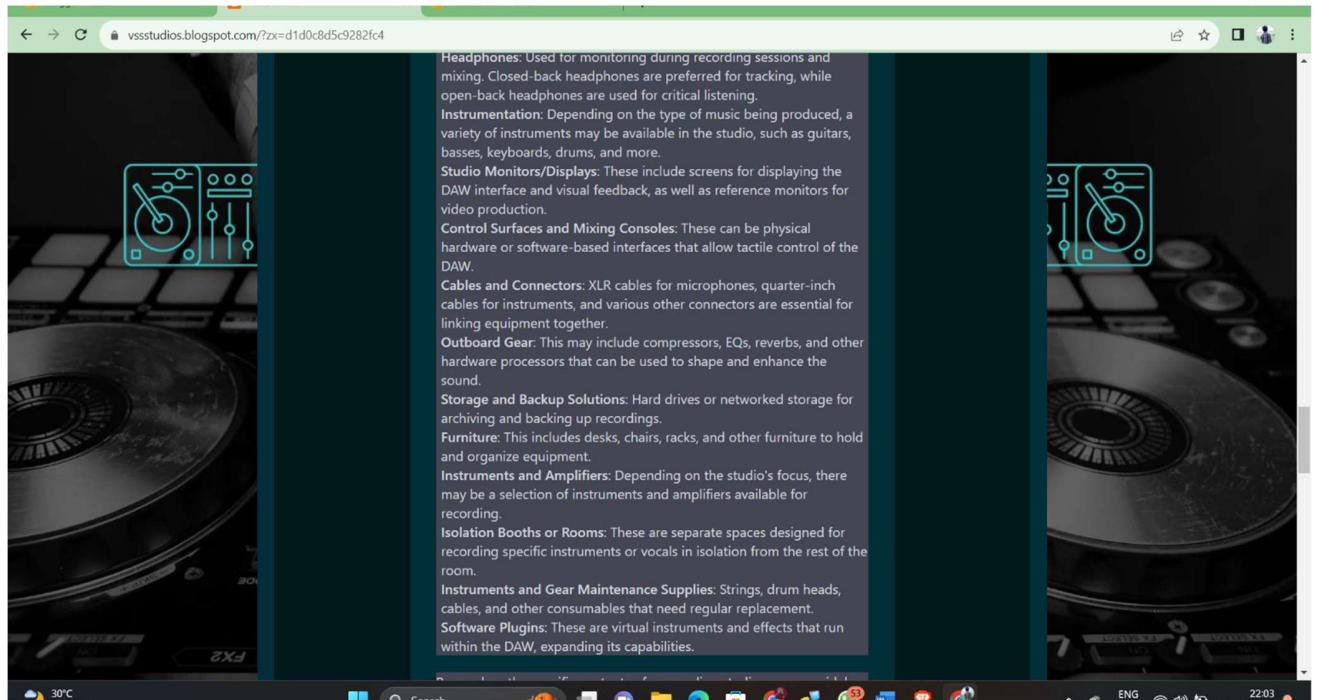 vssstudios.blogspot.com/?zx=d1d0c8d5c9282fc4
Headphones: Used for monitoring during recording sessions and
mixing. Closed-back headphones are preferred for tracking, while
open-back headphones are used for critical listening.
Instrumentation: Depending on the type of music being produced, a
variety of instruments may be available in the studio, such as guitars,
basses, keyboards, drums, and more.
Studio Monitors/Displays: These include screens for displaying the
DAW interface and visual feedback, as well as reference monitors for
video production.
Control Surfaces and Mixing Consoles: These can be physical
hardware or software-based interfaces that allow tactile control of the
DAW.
Cables and Connectors: XLR cables for microphones, quarter-inch
cables for instruments, and various other connectors are essential for
linking equipment together.
Outboard Gear: This may include compressors, EQs, reverbs, and other
hardware processors that can be used to shape and enhance the
sound.
Storage and Backup Solutions: Hard drives or networked storage for
archiving and backing up recordings.
Furniture: This includes desks, chairs, racks, and other furniture to hold
and organize equipment.
Instruments and Amplifiers: Depending on the studio's focus, there
may be a selection of instruments and amplifiers available for
recording.
Isolation Booths or Rooms: These are separate spaces designed for
recording specific instruments or vocals in isolation from the rest of the
room.
Instruments and Gear Maintenance Supplies: Strings, drum heads,
cables, and other consumables that need regular replacement.
Software Plugins: These are virtual instruments and effects that run
within the DAW, expanding its capabilities.
FX2
30°C
Search
53
ENG
22:03